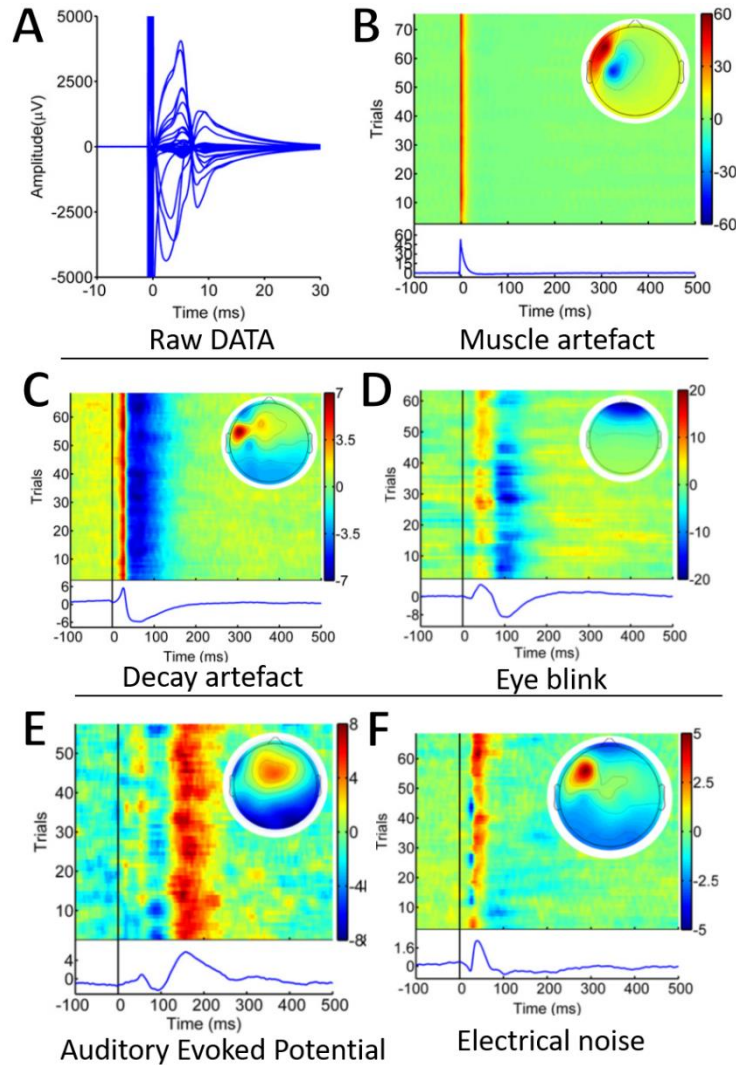 A
5000
2500
0
-2500
5000
Amplitude(µV)
-10 0 10 20 30
Time (ms)
Raw DATA
B
70
60
50
40
30
20
10
Trials
60
30
0
-30
-60
60
45
30
15
0
-100 0 100 200 300 400 500
Time (ms)
Muscle artefact
C
60
50
40
30
20
10
Trials
7
3.5
0
-3.5
-7
6
0
-6
-100 0 100 200 300 400 500
Time (ms)
Decay artefact
D
60
50
40
30
20
10
Trials
20
10
0
-10
-20
0
-8
-100 0 100 200 300 400 500
Time (ms)
Eye blink
E
50
40
30
20
10
Trials
8
4
0
-4
-8
4
0
-100 0 100 200 300 400 500
Time (ms)
Auditory Evoked Potential
F
60
50
40
30
20
10
Trials
5
2.5
0
-2.5
-5
1.6
0
-100 0 100 200 300 400 500
Time (ms)
Electrical noise